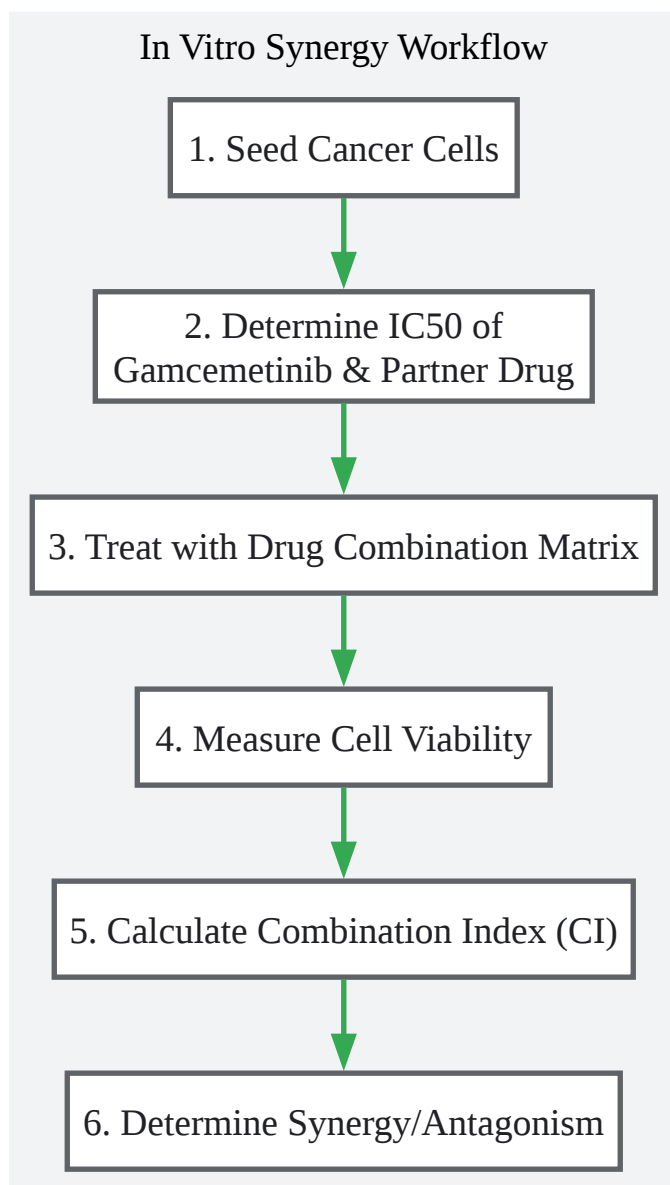 In Vitro Synergy Workflow
1. Seed Cancer Cells
2. Determine IC50 of
Gamcemetinib & Partner Drug
3. Treat with Drug Combination Matrix
4. Measure Cell Viability
5. Calculate Combination Index (CI)
6. Determine Synergy/Antagonism